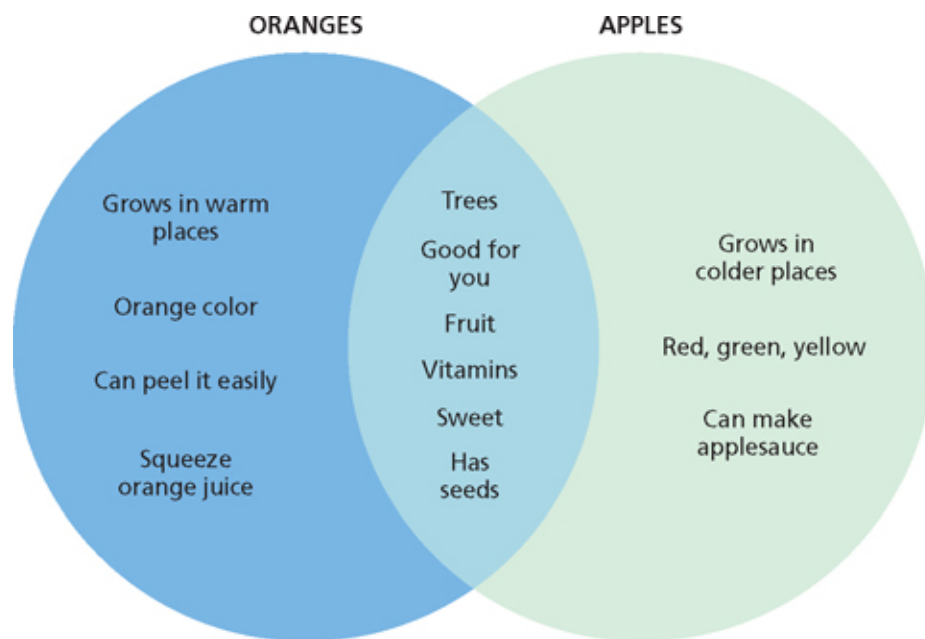 ORANGES
APPLES
Grows in warm
places
Orange color
Can peel it easily
Squeeze
orange juice
Trees
Good for
you
Fruit
Vitamins
Sweet
Has
seeds
Grows in
colder places
Red, green, yellow
Can make
applesauce